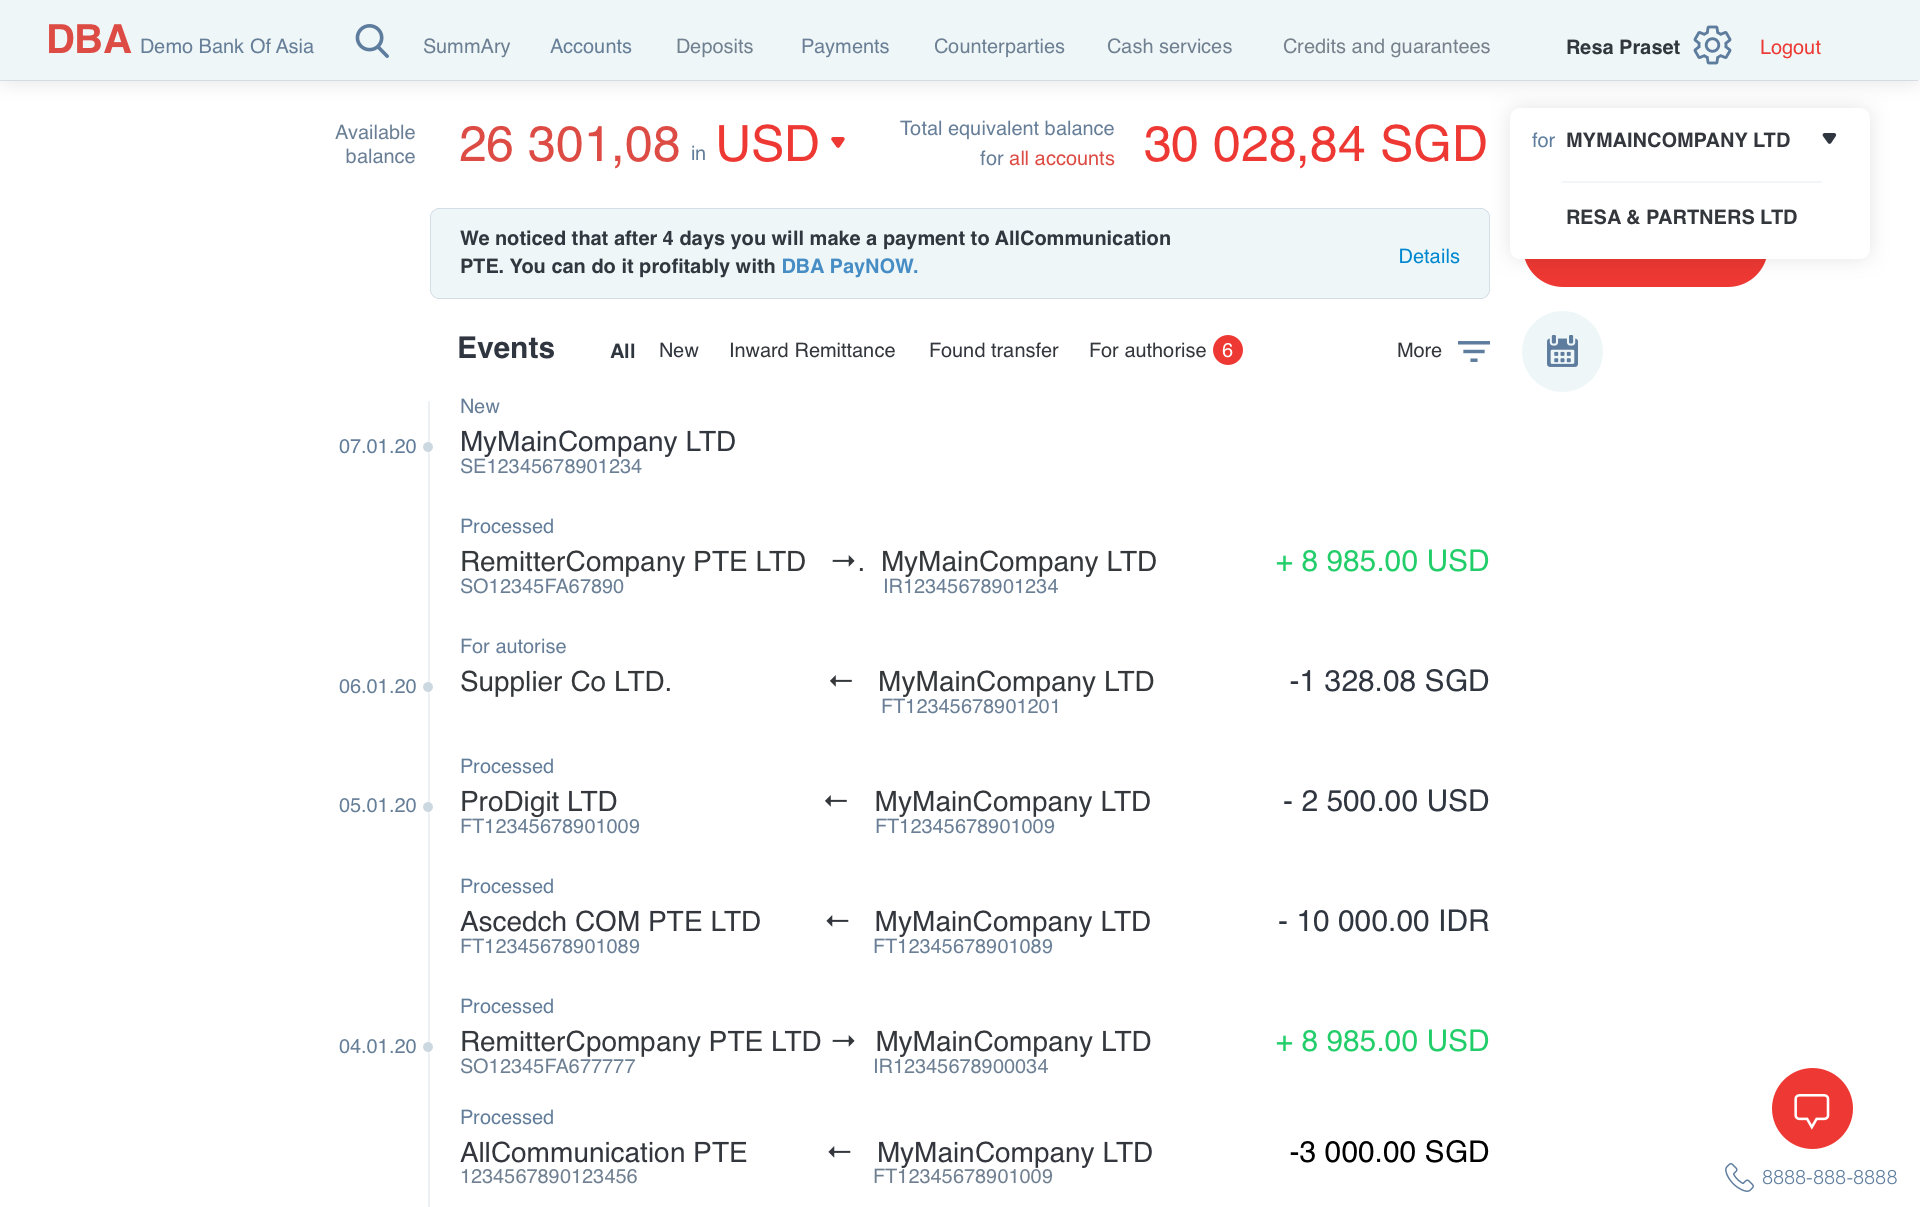 DBA Demo Bank Of Asia SummAry Accounts Deposits Payments Counterparties Cash services Credits and guarantees Resa Praset Logout
Available balance 26 301,08 in USD
Total equivalent balance
for all accounts 30 028,84 SGD
for MYMAINCOMPANY LTD
RESA & PARTNERS LTD
We noticed that after 4 days you will make a payment to AllCommunication
PTE. You can do it profitably with DBA PayNOW.
Details
Events All New Inward Remittance Found transfer For authorise 6 More
New
07.01.20 MyMainCompany LTD
SE12345678901234
Processed
RemitterCompany PTE LTD →. MyMainCompany LTD + 8 985.00 USD
SO12345FA67890 IR12345678901234
For autorise
06.01.20 Supplier Co LTD. ← MyMainCompany LTD -1 328.08 SGD
FT12345678901201
Processed
05.01.20 ProDigit LTD ← MyMainCompany LTD - 2 500.00 USD
FT12345678901009 FT12345678901009
Processed
Ascedch COM PTE LTD ← MyMainCompany LTD - 10 000.00 IDR
FT12345678901089 FT12345678901089
Processed
04.01.20 RemitterCpompany PTE LTD → MyMainCompany LTD + 8 985.00 USD
SO12345FA677777 IR12345678900034
Processed
AllCommunication PTE ← MyMainCompany LTD -3 000.00 SGD
1234567890123456 FT12345678901009
8888-888-8888